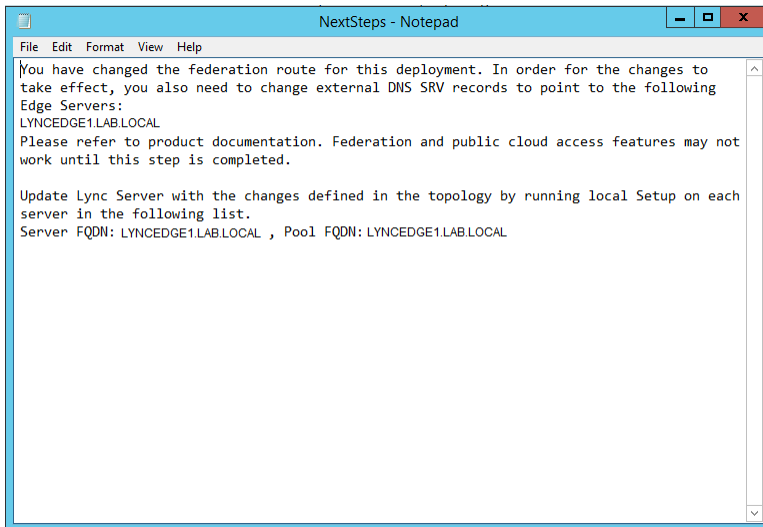 NextSteps - Notepad
File Edit Format View Help
You have changed the federation route for this deployment. In order for the changes to
take effect, you also need to change external DNS SRV records to point to the following
Edge Servers:
LYNCEDGE1.LAB.LOCAL
Please refer to product documentation. Federation and public cloud access features may not
work until this step is completed.
Update Lync Server with the changes defined in the topology by running local Setup on each
server in the following list.
Server FQDN: LYNCEDGE1.LAB.LOCAL , Pool FQDN: LYNCEDGE1.LAB.LOCAL